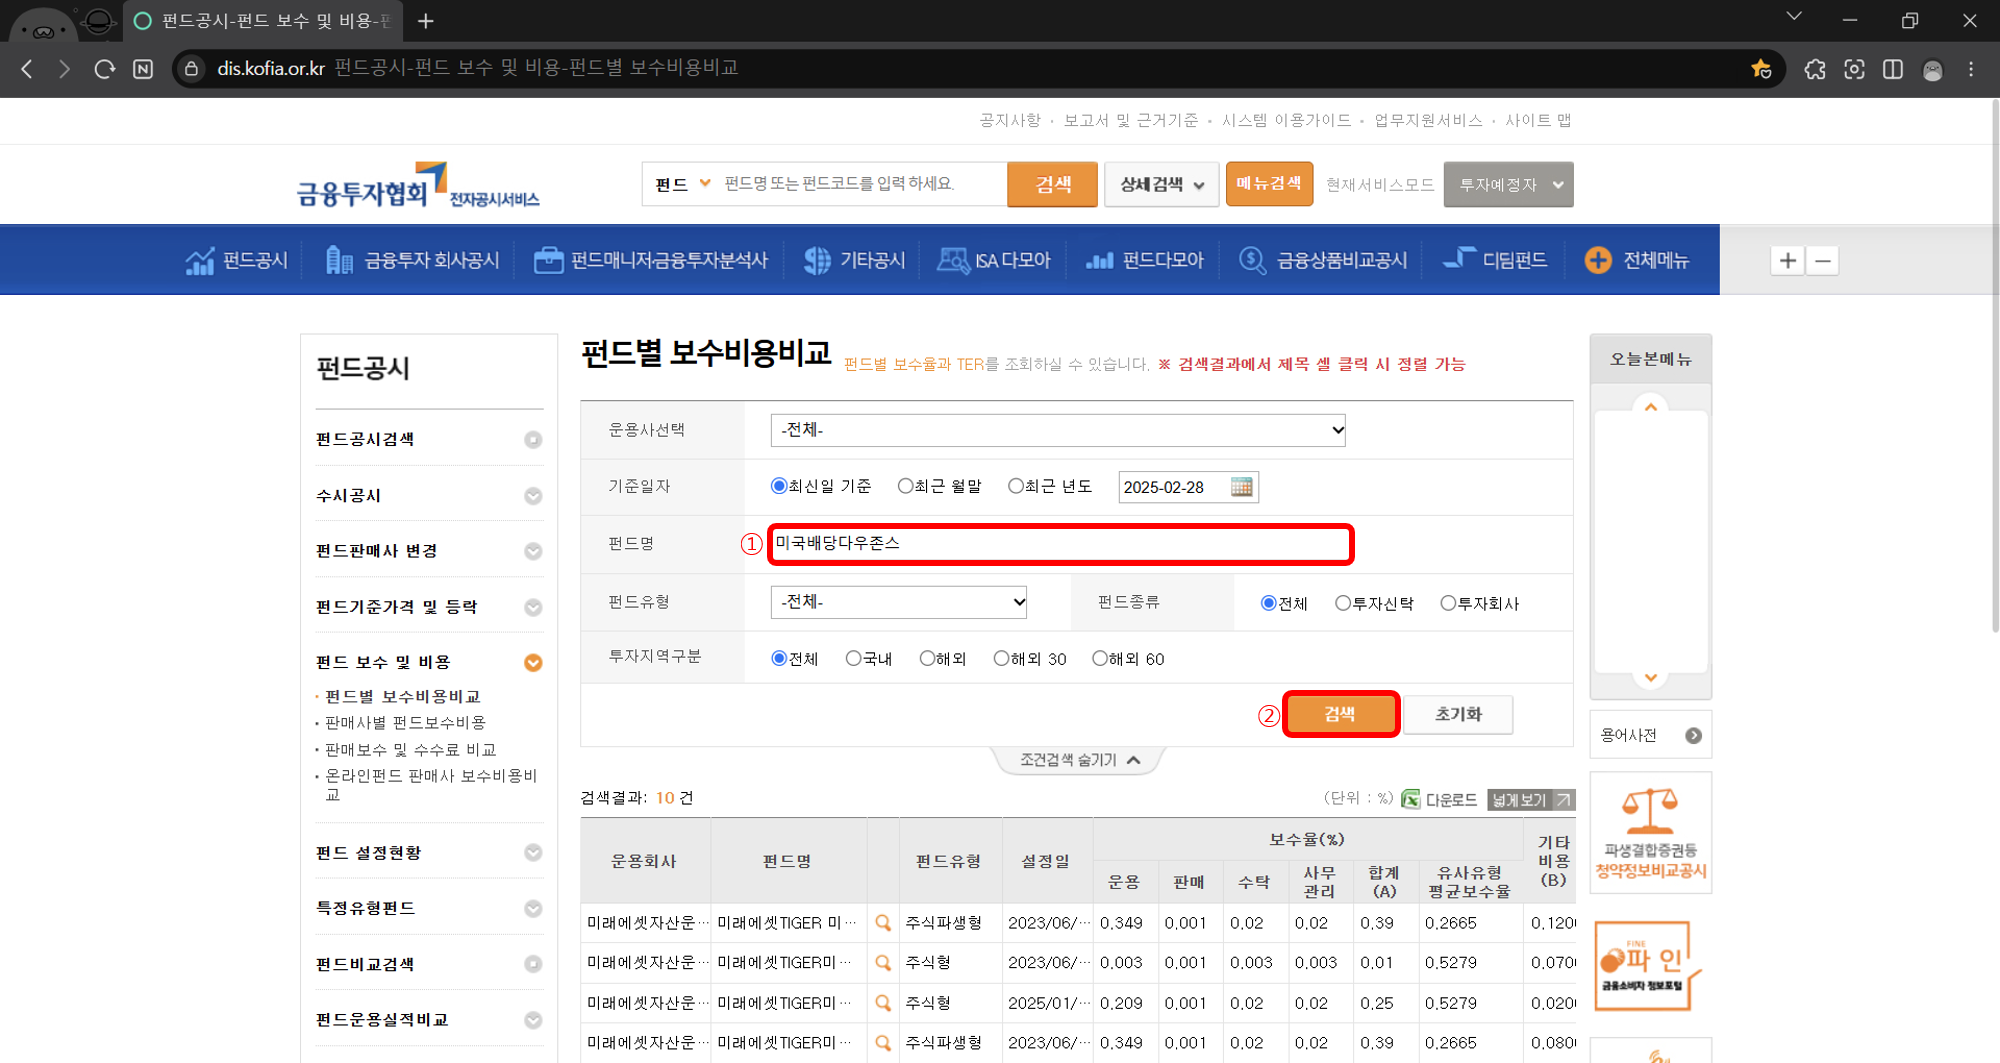 펀드공시-펀드 보수 및 비용-펀
dis.kofia.or.kr 펀드공시-펀드 보수 및 비용-펀드별 보수비용비교
공지사항 · 보고서 및 근거기준 · 시스템 이용가이드 · 업무지원서비스 · 사이트 맵
금융투자협회 전자공시서비스
펀드 펀드명 또는 펀드코드를 입력 하세요. 검색 상세검색 메뉴검색 현재서비스모드 투자예정자
펀드공시 금융투자 회사공시 펀드매니저·금융투자분석사 기타공시 ISA 다모아 펀드다모아 금융상품비교공시 디딤펀드 전체메뉴
펀드공시
펀드공시검색
수시공시
펀드판매사 변경
펀드기준가격 및 등락
펀드 보수 및 비용
· 펀드별 보수비용비교
· 판매사별 펀드보수비용
· 판매보수 및 수수료 비교
· 온라인펀드 판매사 보수비용비
교
펀드 설정현황
특정유형펀드
펀드비교검색
펀드운용실적비교
펀드별 보수비용비교 펀드별 보수율과 TER를 조회하실 수 있습니다. ※ 검색결과에서 제목 셀 클릭 시 정렬 가능
운용사선택 -전체-
기준일자 최신일 기준 최근 월말 최근 년도 2025-02-28
펀드명 ① 미국배당다우존스
펀드유형 -전체- 펀드종류 전체 투자신탁 투자회사
투자지역구분 전체 국내 해외 해외 30 해외 60
② 검색 초기화
조건검색 숨기기
검색결과: 10 건 (단위 : %) 다운로드 넓게보기
운용회사 펀드명 펀드유형 설정일 보수율(%) 기타
비용
(B)
운용 판매 수탁 사무
관리 합계
(A) 유사유형
평균보수율
미래에셋자산운… 미래에셋TIGER 미… 주식파생형 2023/06/… 0.349 0.001 0.02 0.02 0.39 0.2665 0.120
미래에셋자산운… 미래에셋TIGER미… 주식형 2023/06/… 0.003 0.001 0.003 0.003 0.01 0.5279 0.070
미래에셋자산운… 미래에셋TIGER미… 주식형 2025/01/… 0.209 0.001 0.02 0.02 0.25 0.5279 0.020
미래에셋자산운… 미래에셋TIGER미… 주식파생형 2023/06/… 0.349 0.001 0.02 0.02 0.39 0.2665 0.080
오늘본메뉴
용어사전
파생결합증권등
청약정보비교공시
FINE
파인
금융소비자 정보포털